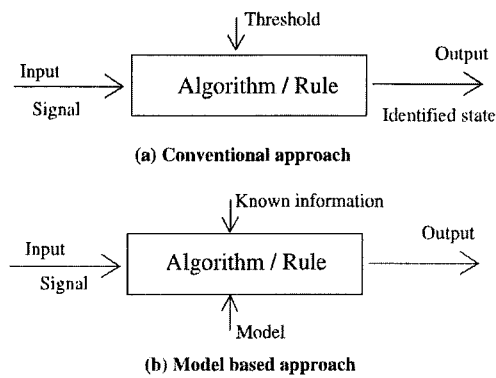 Threshold
Input
Signal
Algorithm / Rule
Output
Identified state
(a) Conventional approach
Known information
Input
Signal
Algorithm / Rule
Output
Model
(b) Model based approach